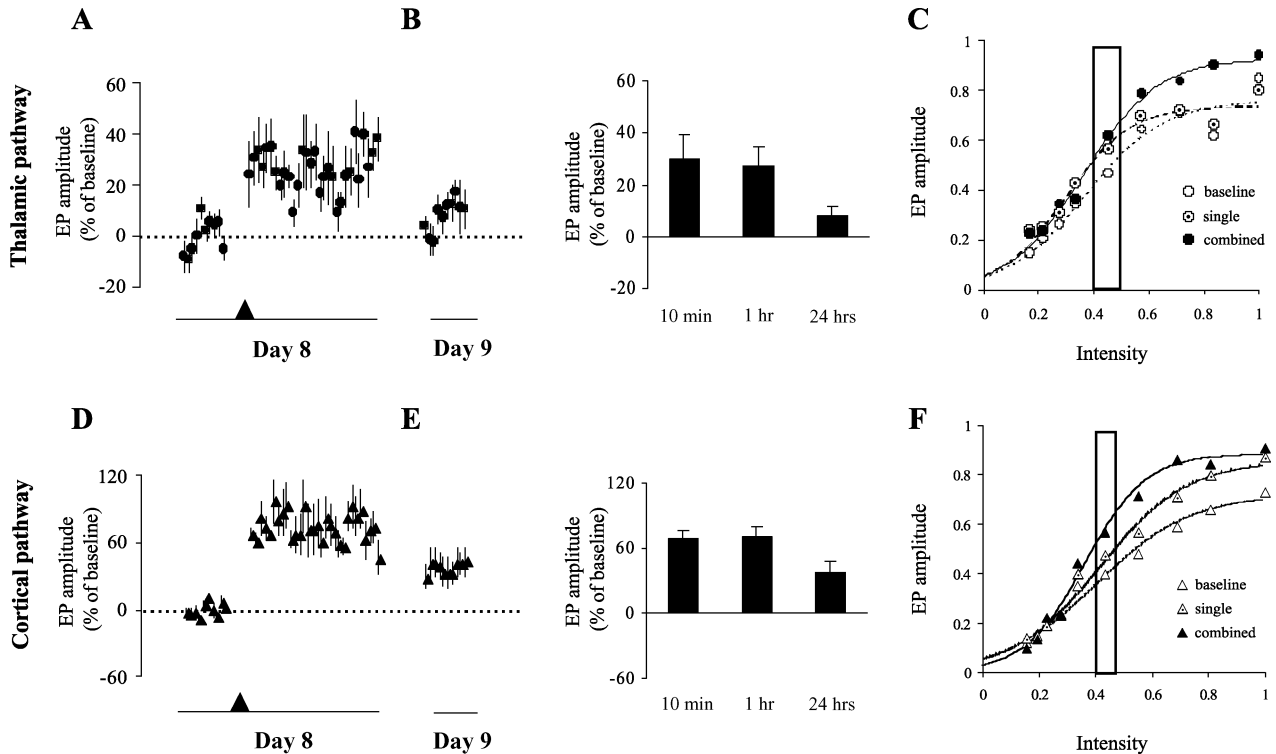 A
B
C
Thalamic pathway
EP amplitude
(% of baseline)
60
40
20
0
-20
Day 8
Day 9
EP amplitude
(% of baseline)
60
40
20
0
-20
10 min
1 hr
24 hrs
EP amplitude
1
0.8
0.6
0.4
0.2
0
baseline
single
combined
0
0.2
0.4
0.6
0.8
1
Intensity
D
E
F
Cortical pathway
EP amplitude
(% of baseline)
120
60
0
-60
Day 8
Day 9
EP amplitude
(% of baseline)
120
60
0
-60
10 min
1 hr
24 hrs
EP amplitude
1
0.8
0.6
0.4
0.2
0
baseline
single
combined
0
0.2
0.4
0.6
0.8
1
Intensity